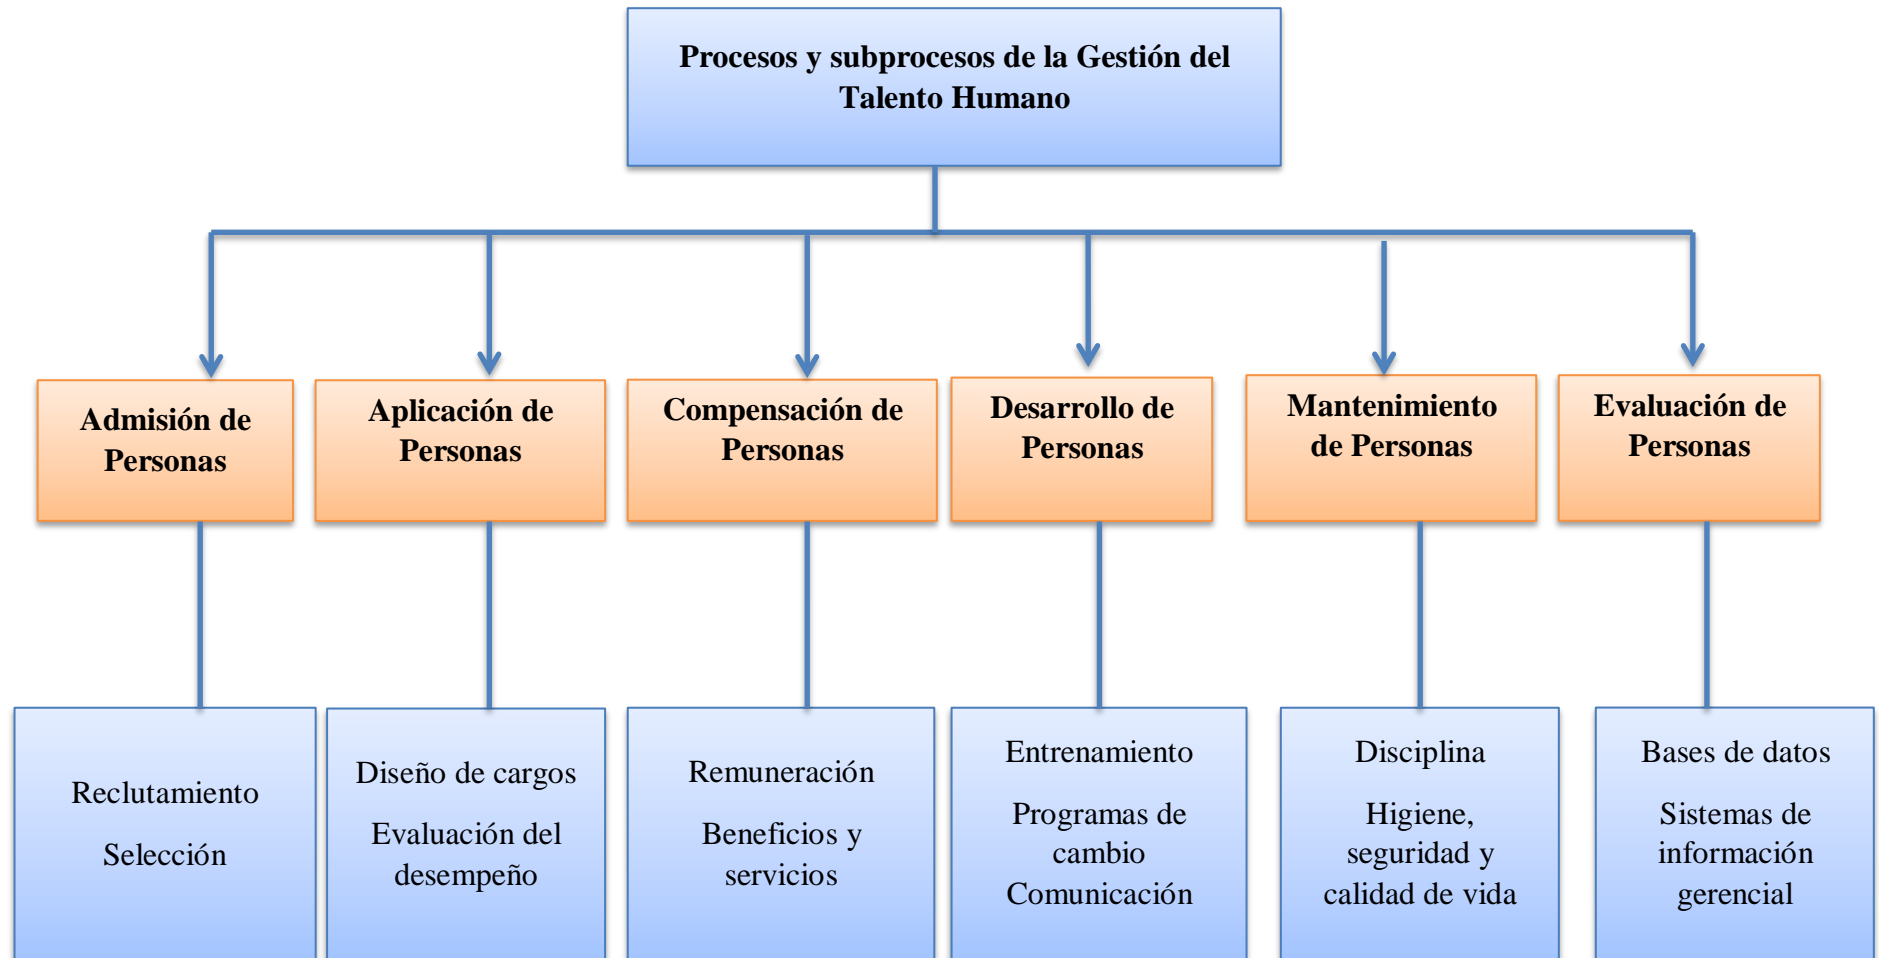 Procesos y subprocesos de la Gestión del
Talento Humano
Admisión de
Personas
Aplicación de
Personas
Compensación de
Personas
Desarrollo de
Personas
Mantenimiento
de Personas
Evaluación de
Personas
Reclutamiento
Selección
Diseño de cargos
Evaluación del
desempeño
Remuneración
Beneficios y
servicios
Entrenamiento
Programas de
cambio
Comunicación
Disciplina
Higiene,
seguridad y
calidad de vida
Bases de datos
Sistemas de
información
gerencial